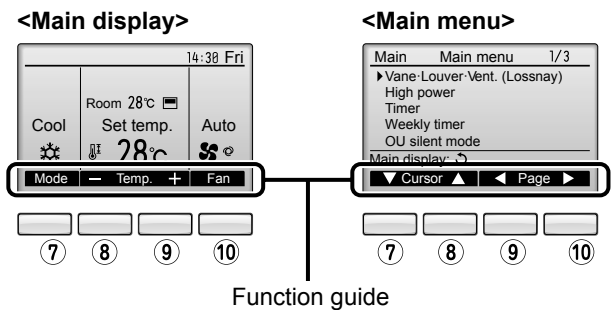 <Main display>
14:30 Fri
Room 28°C
Cool Set temp. Auto
28°C
Mode − Temp. + Fan
⑦ ⑧ ⑨ ⑩
<Main menu>
Main Main menu 1/3
▶Vane·Louver·Vent. (Lossnay)
High power
Timer
Weekly timer
OU silent mode
Main display: ↺
▼ Cursor ▲ ◀ Page ▶
⑦ ⑧ ⑨ ⑩
Function guide